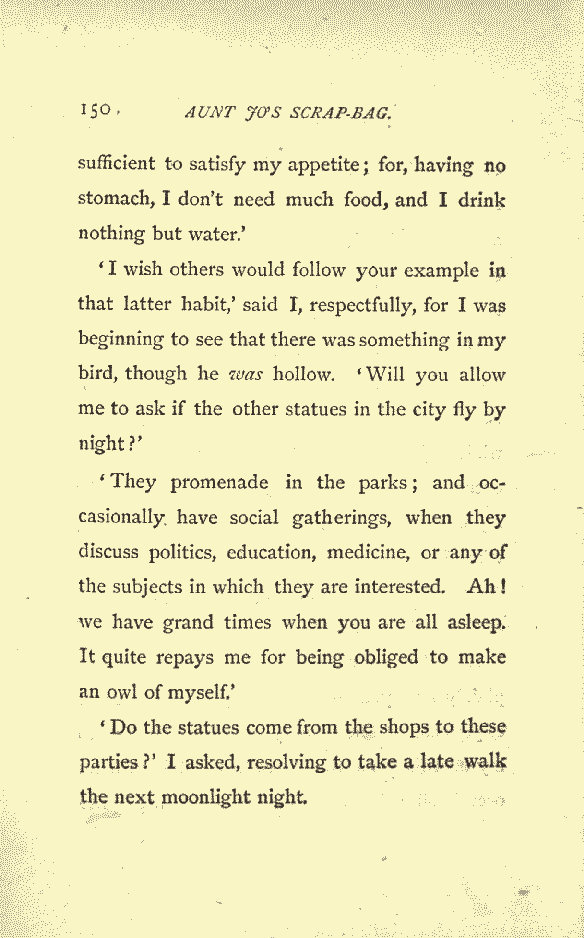 150. AUNT JO'S SCRAP-BAG.
sufficient to satisfy my appetite; for, having no
stomach, I don't need much food, and I drink
nothing but water.'
'I wish others would follow your example in
that latter habit,' said I, respectfully, for I was
beginning to see that there was something in my
bird, though he was hollow. 'Will you allow
me to ask if the other statues in the city fly by
night?'
'They promenade in the parks; and oc-
casionally have social gatherings, when they
discuss politics, education, medicine, or any of
the subjects in which they are interested. Ah!
we have grand times when you are all asleep.
It quite repays me for being obliged to make
an owl of myself.'
'Do the statues come from the shops to these
parties?' I asked, resolving to take a late walk
the next moonlight night.